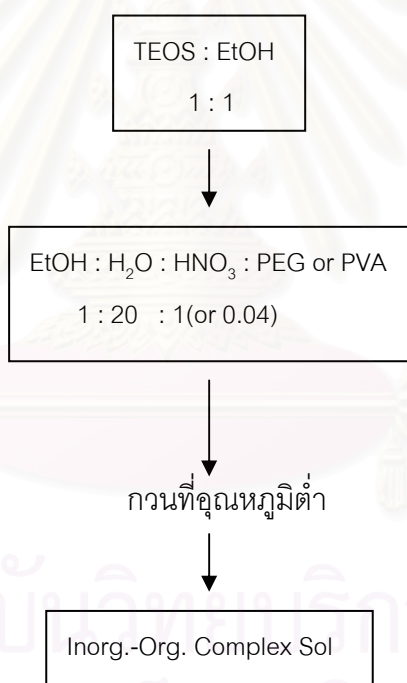 TEOS : EtOH
1 : 1
EtOH : H₂O : HNO₃ : PEG or PVA
1 : 20 : 1(or 0.04)
กวนที่อุณหภูมิต่ำ
Inorg.-Org. Complex Sol